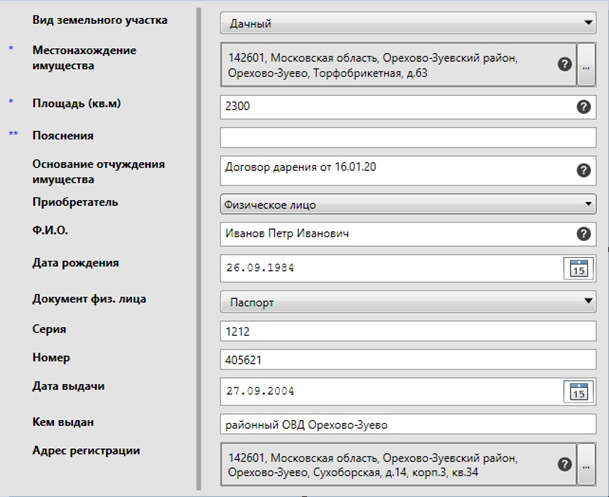 Вид земельного участка
Дачный
* Местонахождение
имущества
142601, Московская область, Орехово-Зуевский район,
Орехово-Зуево, Торфобрикетная, д.63
?
...
* Площадь (кв.м)
2300
?
** Пояснения
Основание отчуждения
имущества
Договор дарения от 16.01.20
?
Приобретатель
Физическое лицо
Ф.И.О.
Иванов Петр Иванович
?
Дата рождения
26.09.1984
15
Документ физ. лица
Паспорт
Серия
1212
Номер
405621
Дата выдачи
27.09.2004
15
Кем выдан
районный ОВД Орехово-Зуево
Адрес регистрации
142601, Московская область, Орехово-Зуевский район,
Орехово-Зуево, Сухоборская, д.14, корп.3, кв.34
?
...